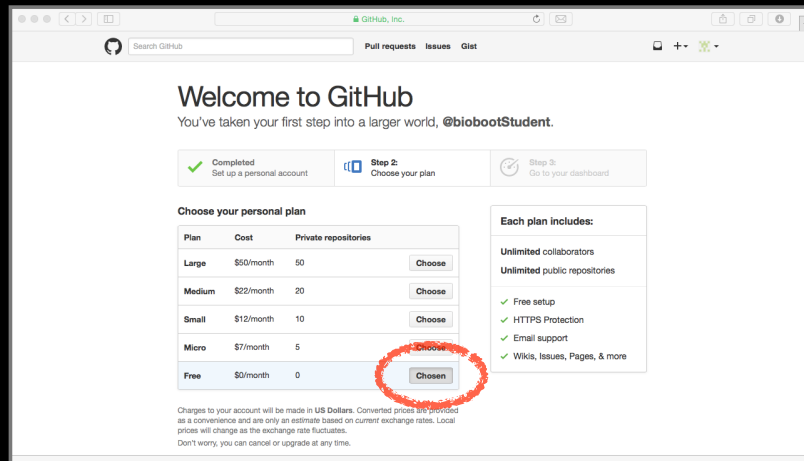 GitHub, Inc.
Search GitHub
Pull requests Issues Gist
Welcome to GitHub
You've taken your first step into a larger world, @biobootStudent.
Completed
Set up a personal account
Step 2:
Choose your plan
Step 3:
Go to your dashboard
Choose your personal plan
Plan Cost Private repositories
Large $50/month 50 Choose
Medium $22/month 20 Choose
Small $12/month 10 Choose
Micro $7/month 5 Choose
Free $0/month 0 Chosen
Charges to your account will be made in US Dollars. Converted prices are provided
as a convenience and are only an estimate based on current exchange rates. Local
prices will change as the exchange rate fluctuates.
Don't worry, you can cancel or upgrade at any time.
Each plan includes:
Unlimited collaborators
Unlimited public repositories
Free setup
HTTPS Protection
Email support
Wikis, Issues, Pages, & more